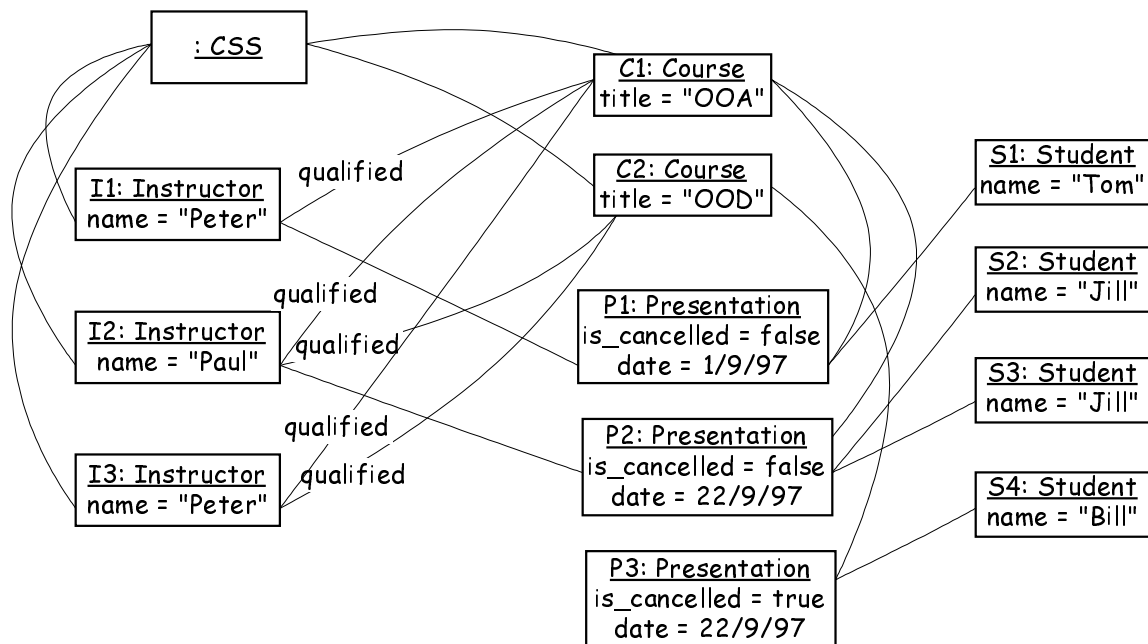 : CSS
C1: Course
title = "OOA"
C2: Course
title = "OOD"
S1: Student
name = "Tom"
qualified
I1: Instructor
name = "Peter"
S2: Student
name = "Jill"
qualified
P1: Presentation
is_cancelled = false
date = 1/9/97
I2: Instructor
name = "Paul"
qualified
S3: Student
name = "Jill"
qualified
P2: Presentation
is_cancelled = false
date = 22/9/97
I3: Instructor
name = "Peter"
qualified
S4: Student
name = "Bill"
P3: Presentation
is_cancelled = true
date = 22/9/97